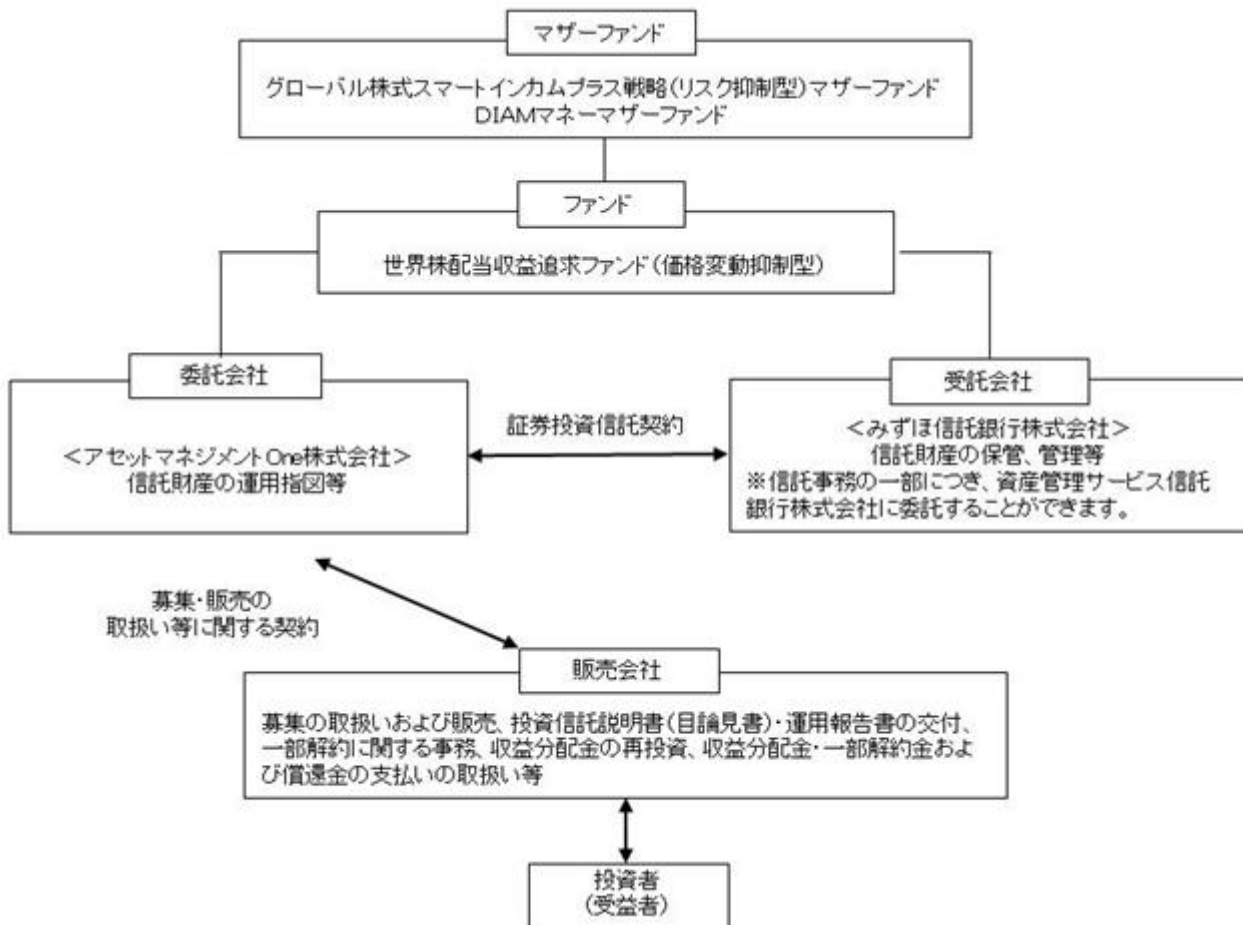 マザーファンド
グローバル株式スマートインカムプラス戦略(リスク抑制型)マザーファンド
DIAMマネーマザーファンド
ファンド
世界株配当収益追求ファンド(価格変動抑制型)
委託会社
<アセットマネジメントOne株式会社>
信託財産の運用指図等
証券投資信託契約
受託会社
<みずほ信託銀行株式会社>
信託財産の保管、管理等
※信託事務の一部につき、資産管理サービス信託
銀行株式会社に委託することができます。
募集・販売の
取扱い等に関する契約
販売会社
募集の取扱いおよび販売、投資信託説明書(目論見書)・運用報告書の交付、
一部解約に関する事務、収益分配金の再投資、収益分配金・一部解約金およ
び償還金の支払いの取扱い等
投資者
(受益者)